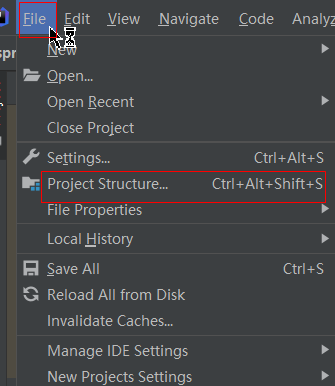 File Edit View Navigate Code Analyz
spr
New
Open...
Open Recent
Close Project
Settings... Ctrl+Alt+S
Project Structure... Ctrl+Alt+Shift+S
File Properties
Local History
Save All Ctrl+S
Reload All from Disk
Invalidate Caches...
Manage IDE Settings
New Projects Settings